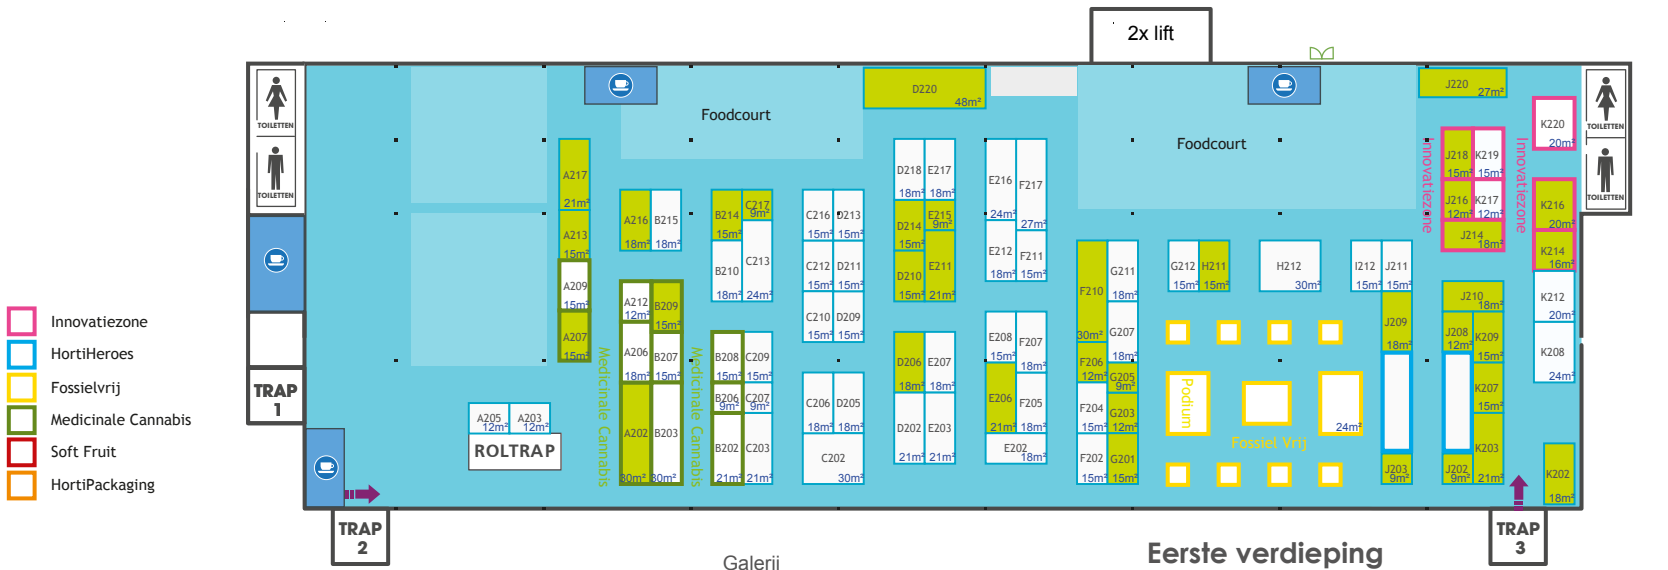 2x lift
TOILETTEN
TOILETTEN
TOILETTEN
TOILETTEN
Foodcourt
Foodcourt
D220
48m²
J220
27m²
K220
20m²
Innovatiezone
Innovatiezone
J218
15m²
K219
15m²
J216
12m²
K217
12m²
J214
18m²
K216
20m²
K214
16m²
K212
20m²
K208
24m²
A217
21m²
A213
15m²
A209
15m²
A207
15m²
A216
18m²
B215
18m²
A212
12m²
B209
15m²
A206
18m²
B207
15m²
A202
30m²
B203
30m²
Medicinale Cannabis
Medicinale Cannabis
B214
15m²
C217
9m²
B210
18m²
C213
24m²
B208
15m²
C209
15m²
B206
9m²
C207
9m²
B202
21m²
C203
21m²
C216
15m²
D213
15m²
C212
15m²
D211
15m²
C210
15m²
D209
15m²
C206
18m²
D205
18m²
C202
30m²
D218
18m²
E217
18m²
D214
15m²
E215
9m²
D210
15m²
E211
21m²
D206
18m²
E207
18m²
D202
21m²
E203
21m²
E216
24m²
F217
27m²
E212
18m²
F211
15m²
E208
15m²
F207
18m²
E206
21m²
F205
18m²
E202
18m²
F210
30m²
G211
18m²
G207
18m²
F206
12m²
G205
9m²
F204
15m²
G203
12m²
F202
15m²
G201
15m²
G212
15m²
H211
15m²
H212
30m²
I212
15m²
J211
15m²
J209
18m²
J203
9m²
Podium
24m²
Fossiel Vrij
J210
18m²
J208
12m²
K209
15m²
K207
15m²
K203
21m²
J202
9m²
K202
18m²
A205
12m²
A203
12m²
ROLTRAP
TRAP
1
TRAP
2
TRAP
3
Innovatiezone
HortiHeroes
Fossielvrij
Medicinale Cannabis
Soft Fruit
HortiPackaging
Galerij
Eerste verdieping